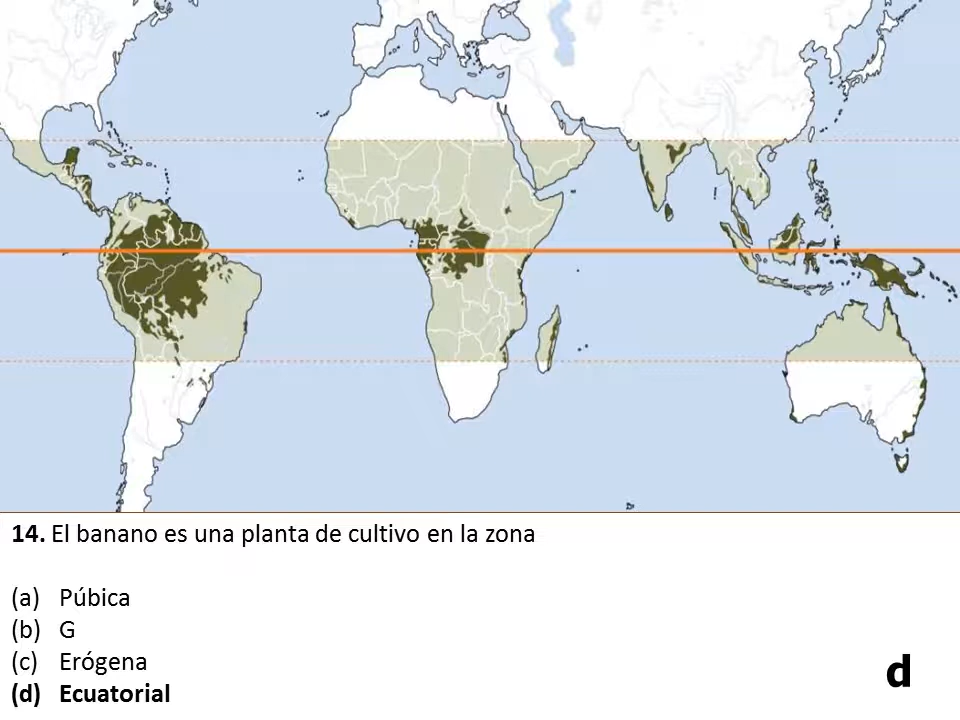 14. El banano es una planta de cultivo en la zona
(a) Púbica
(b) G
(c) Erógena
(d) Ecuatorial
d